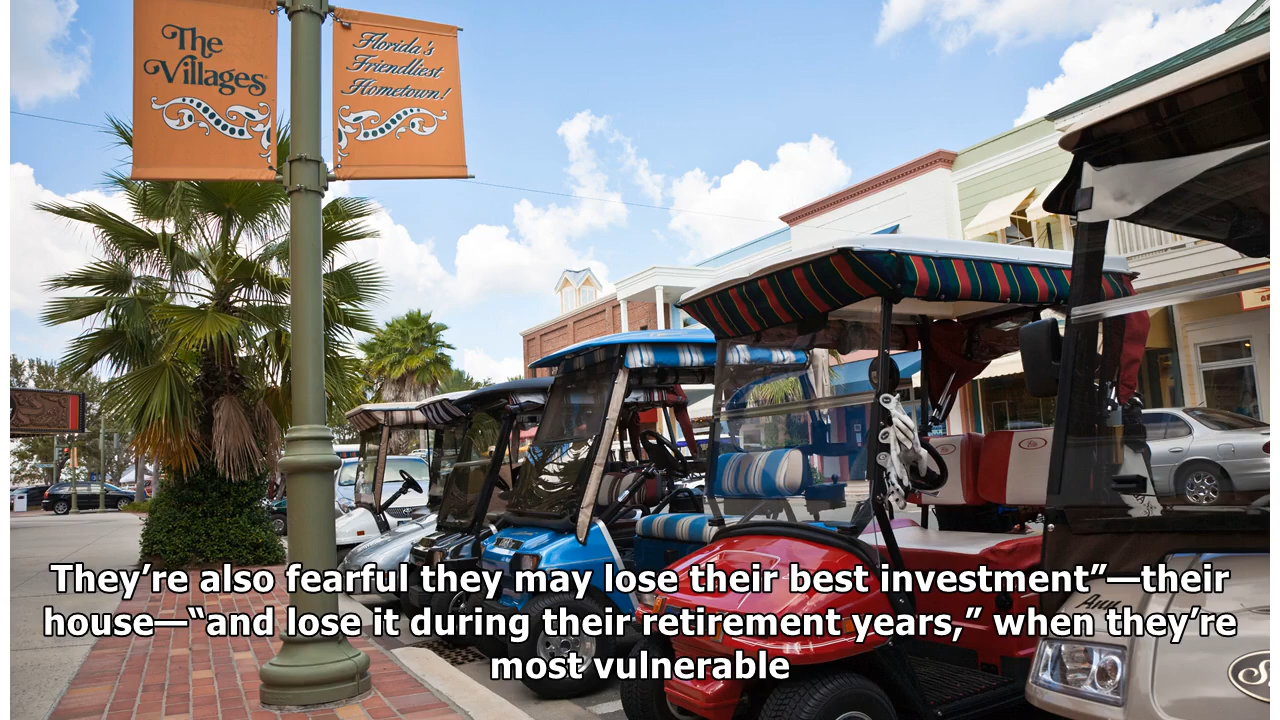 The
Villages
Florida's
Friendliest
Hometown!
They’re also fearful they may lose their best investment”—their
house—“and lose it during their retirement years,” when they’re
most vulnerable